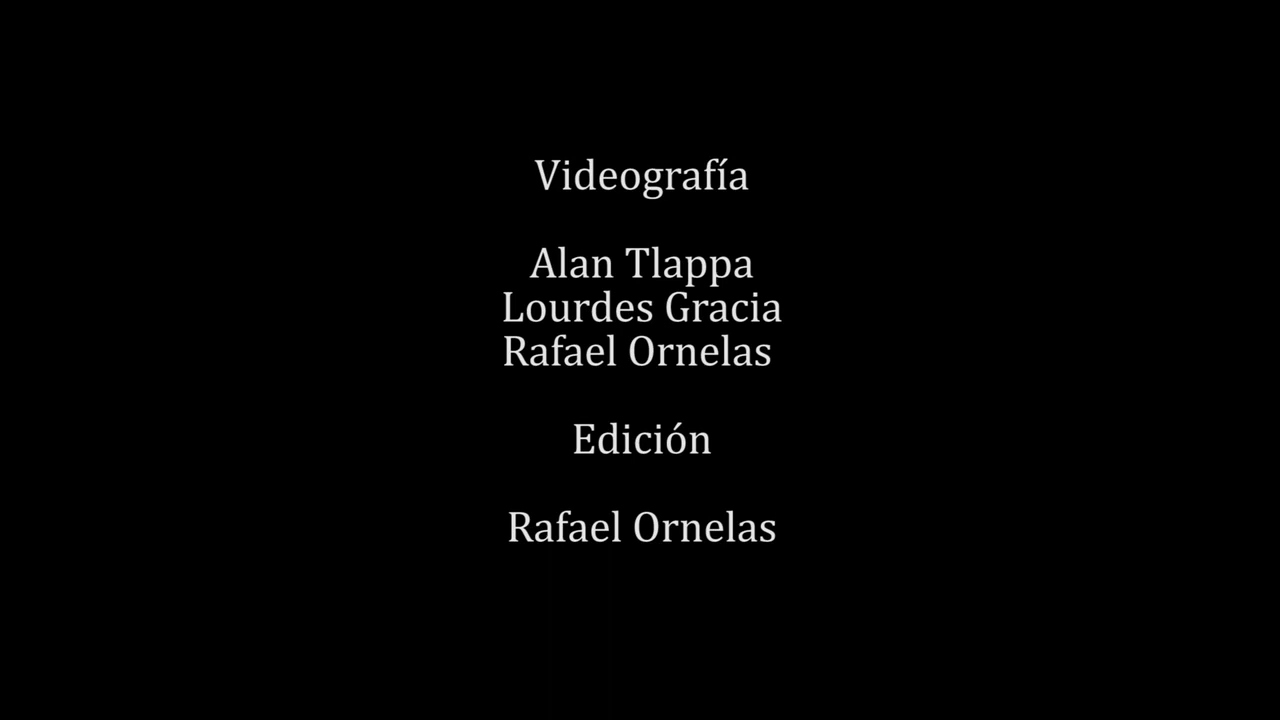 Videografía
Alan Tlappa
Lourdes Gracia
Rafael Ornelas
Edición
Rafael Ornelas